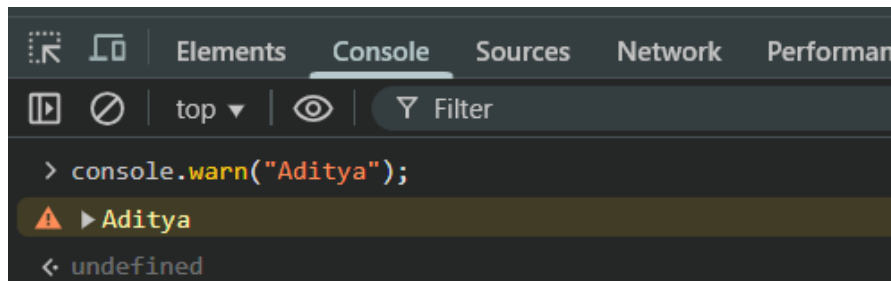 Elements Console Sources Network Performan
top Filter
> console.warn("Aditya");
Aditya
undefined